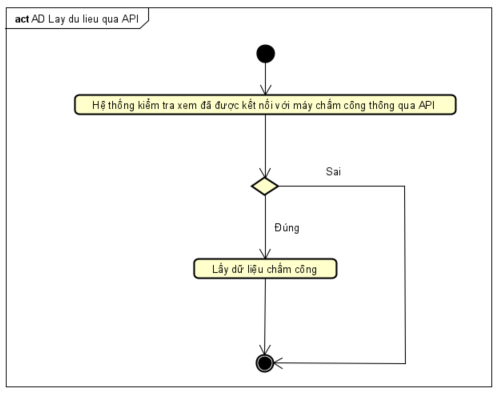 act AD Lay du lieu qua API
Hệ thống kiểm tra xem đã được kết nối với máy chấm công thông qua API
Sai
Đúng
Lấy dữ liệu chấm công